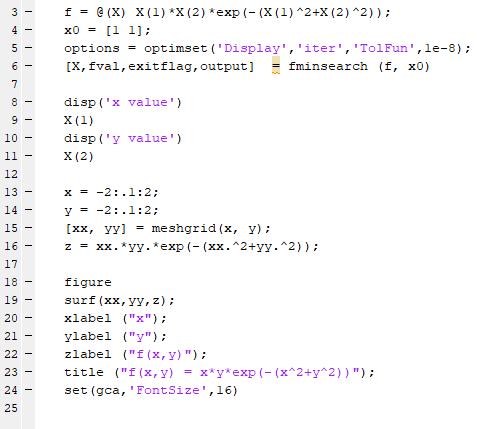 3 - f = @(X) X(1)*X(2)*exp(-(X(1)^2+X(2)^2));
4 - x0 = [1 1];
5 - options = optimset('Display','iter','TolFun',1e-8);
6 - [X,fval,exitflag,output] = fminsearch (f, x0)
7
8 - disp('x value')
9 - X(1)
10 - disp('y value')
11 - X(2)
12
13 - x = -2:.1:2;
14 - y = -2:.1:2;
15 - [xx, yy] = meshgrid(x, y);
16 - z = xx.*yy.*exp(-(xx.^2+yy.^2));
17
18 - figure
19 - surf(xx,yy,z);
20 - xlabel ("x");
21 - ylabel ("y");
22 - zlabel ("f(x,y)");
23 - title ("f(x,y) = x*y*exp(-(x^2+y^2))");
24 - set(gca,'FontSize',16)
25